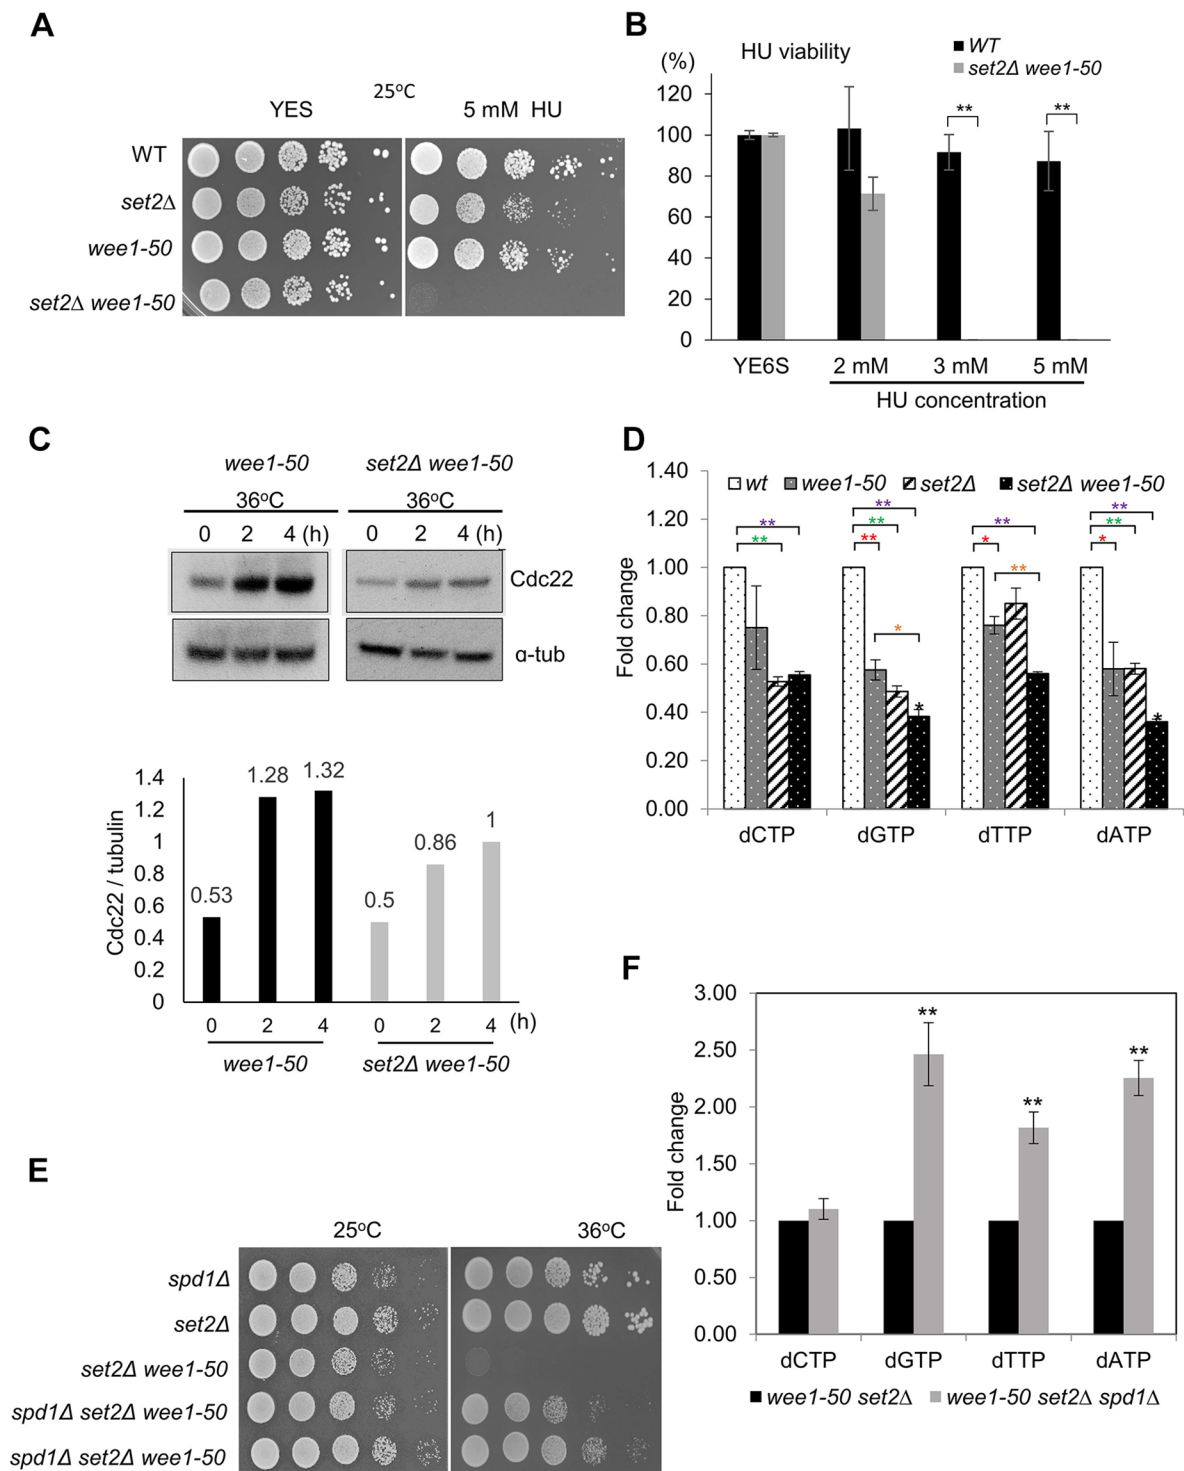 A
25°C
YES
5 mM HU
WT
set2Δ
wee1-50
set2Δ wee1-50
B
HU viability
(%)
WT
set2Δ wee1-50
120
100
80
60
40
20
0
**
**
YE6S
2 mM
3 mM
5 mM
HU concentration
C
wee1-50
set2Δ wee1-50
36°C
36°C
0 2 4 (h)
0 2 4 (h)
Cdc22
α-tub
Cdc22 / tubulin
1.4
1.2
1
0.8
0.6
0.4
0.2
0
0.53
1.28
1.32
0.5
0.86
1
0 2 4 0 2 4 (h)
wee1-50
set2Δ wee1-50
D
Fold change
1.40
1.20
1.00
0.80
0.60
0.40
0.20
0.00
wt wee1-50 set2Δ set2Δ wee1-50
**
**
**
**
**
*
*
**
*
**
**
**
*
*
*
dCTP dGTP dTTP dATP
E
25°C
36°C
spd1Δ
set2Δ
set2Δ wee1-50
spd1Δ set2Δ wee1-50
spd1Δ set2Δ wee1-50
F
Fold change
3.00
2.50
2.00
1.50
1.00
0.50
0.00
**
**
**
dCTP dGTP dTTP dATP
wee1-50 set2Δ wee1-50 set2Δ spd1Δ